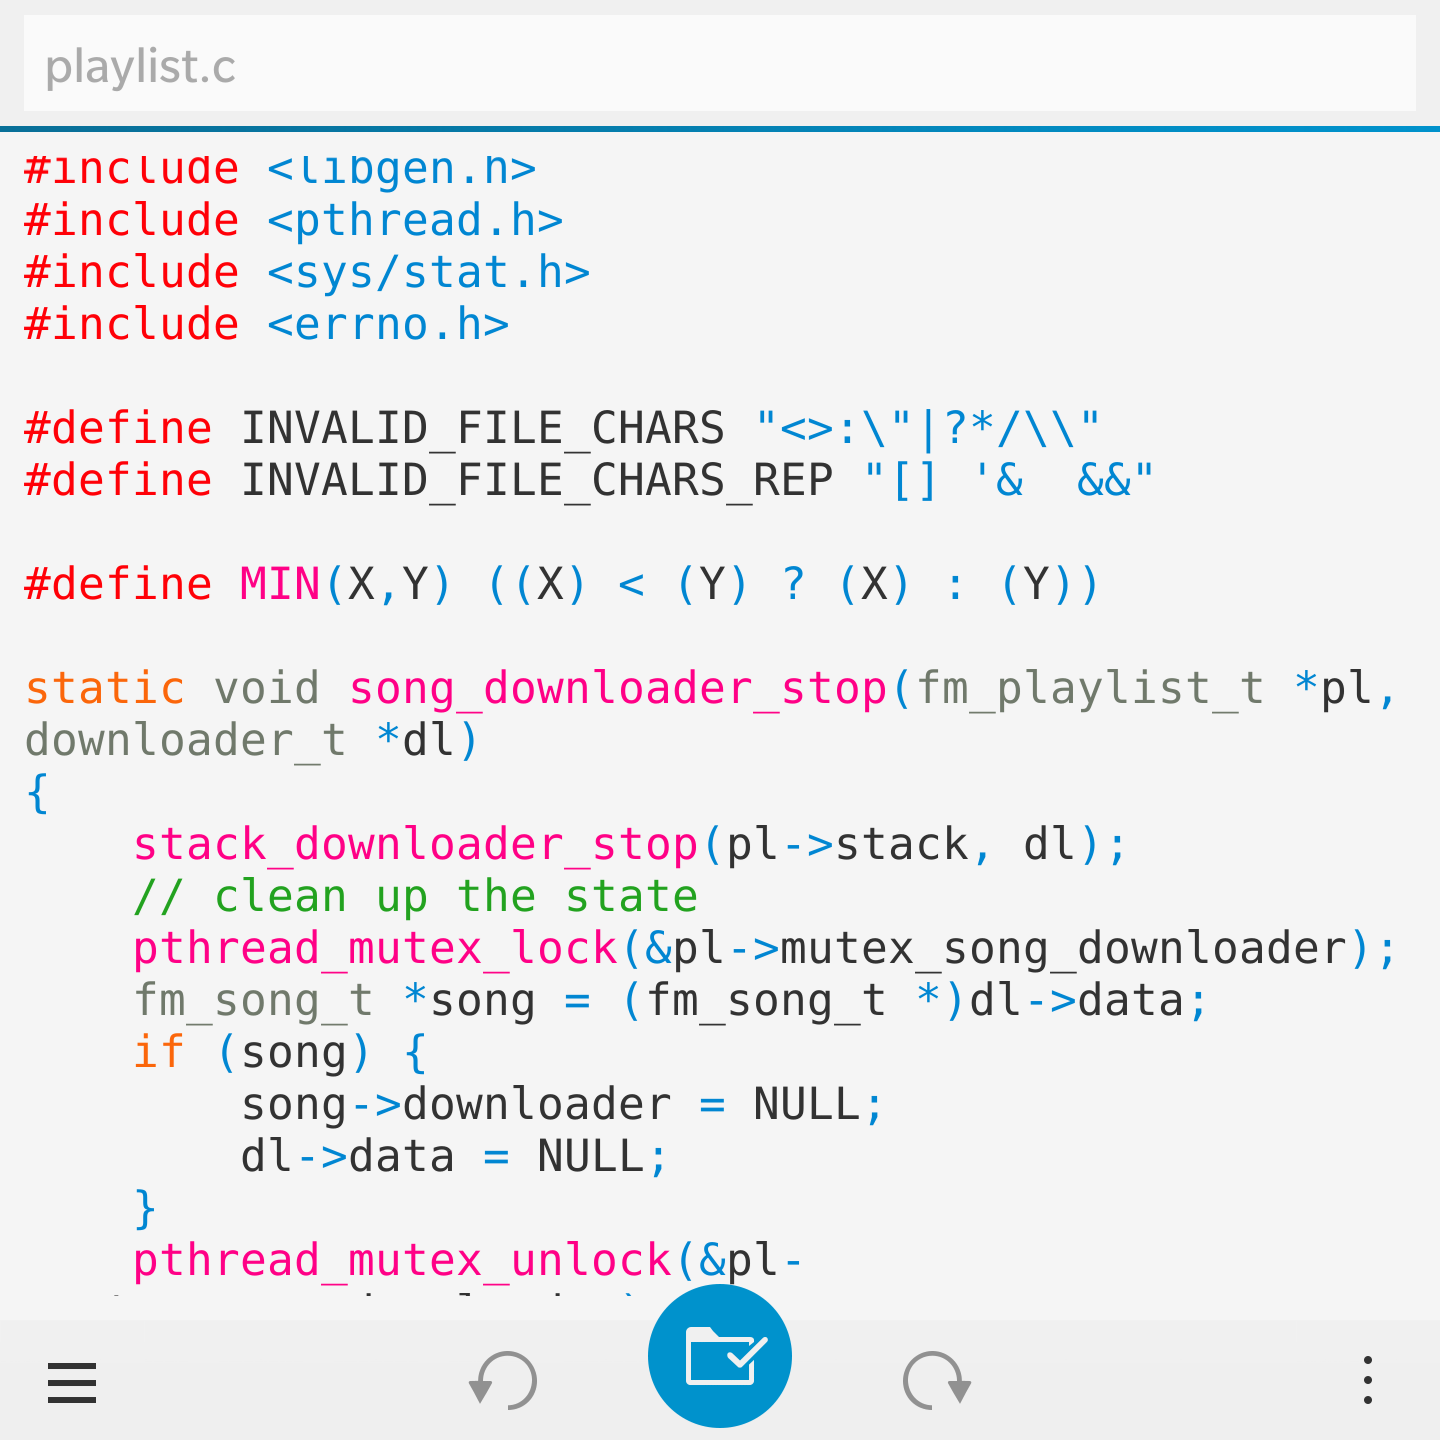 playlist.c
#include <libgen.h>
#include <pthread.h>
#include <sys/stat.h>
#include <errno.h>
#define INVALID_FILE_CHARS "<>:\"|?*/\\"
#define INVALID_FILE_CHARS_REP "[] '&  &&"
#define MIN(X,Y) ((X) < (Y) ? (X) : (Y))
static void song_downloader_stop(fm_playlist_t *pl,
downloader_t *dl)
{
    stack_downloader_stop(pl->stack, dl);
    // clean up the state
    pthread_mutex_lock(&pl->mutex_song_downloader);
    fm_song_t *song = (fm_song_t *)dl->data;
    if (song) {
        song->downloader = NULL;
        dl->data = NULL;
    }
    pthread_mutex_unlock(&pl-